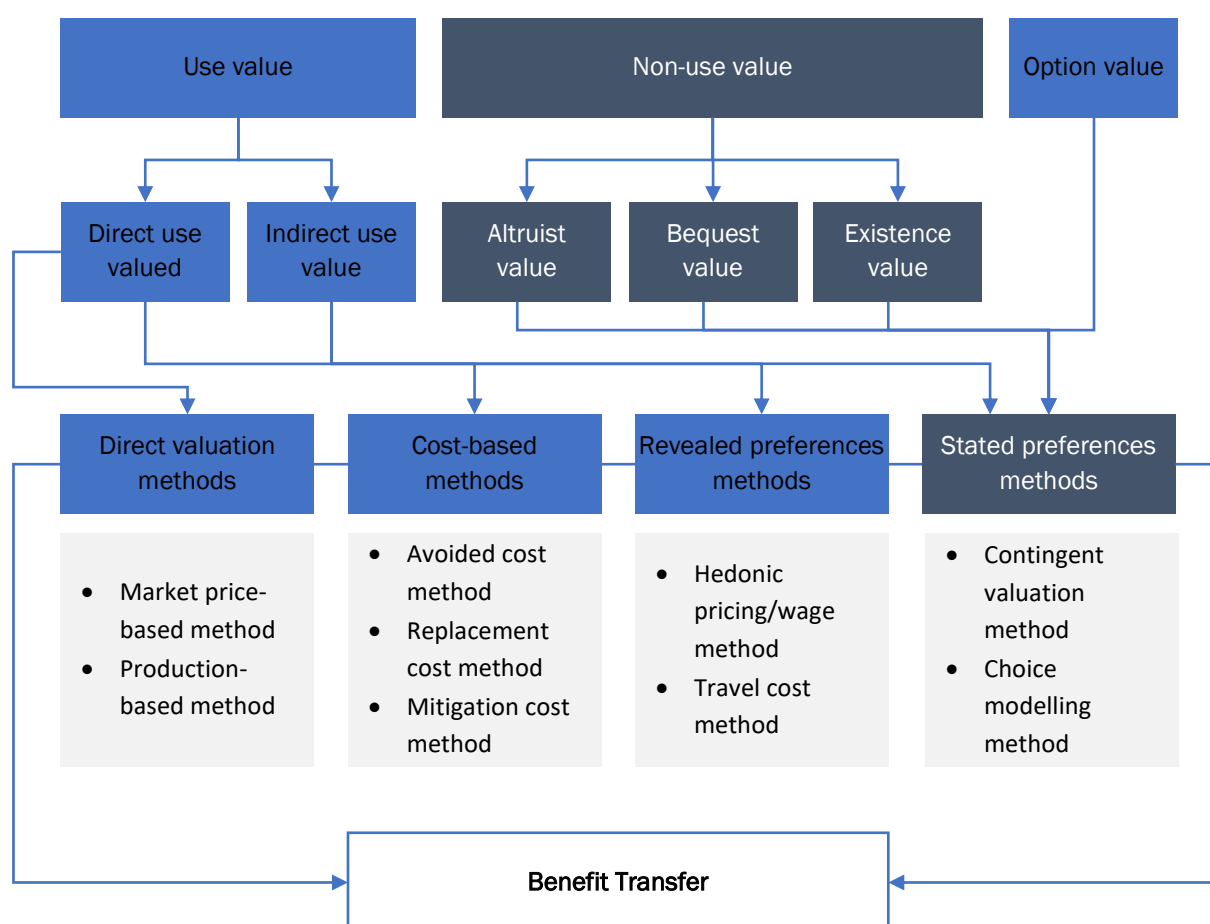 Use value
Non-use value
Option value
Direct use
valued
Indirect use
value
Altruist
value
Bequest
value
Existence
value
Direct valuation
methods
Cost-based
methods
Revealed preferences
methods
Stated preferences
methods
• Market price-
based method
• Production-
based method
• Avoided cost
method
• Replacement
cost method
• Mitigation cost
method
• Hedonic
pricing/wage
method
• Travel cost
method
• Contingent
valuation
method
• Choice
modelling
method
Benefit Transfer